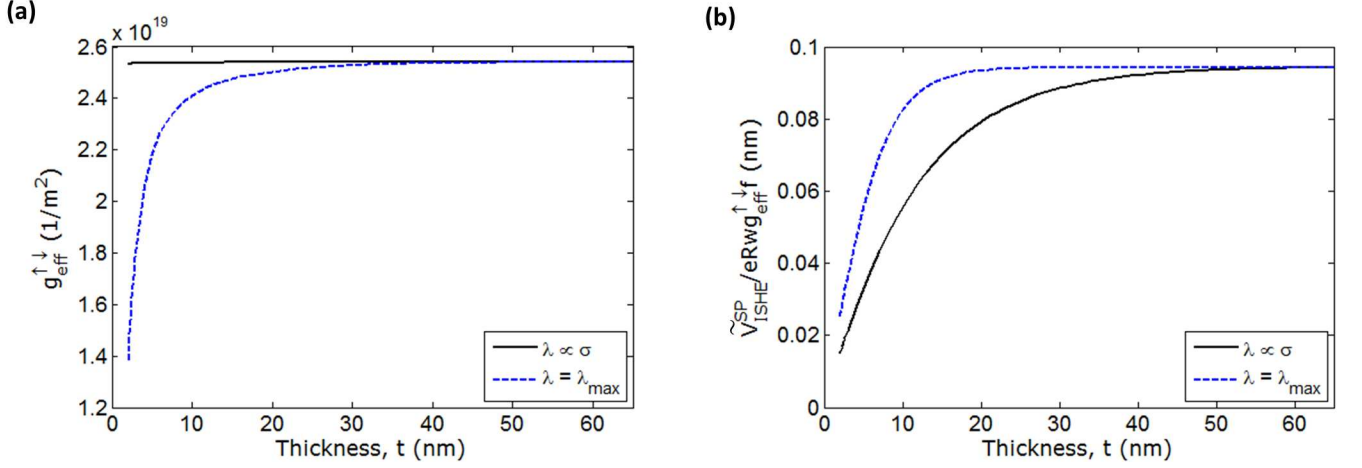 (a)
x 10^19
2.6
2.4
2.2
2
1.8
1.6
1.4
1.2
g_eff^↑↓ (1/m²)
0
10
20
30
40
50
60
Thickness, t (nm)
λ ∝ σ
λ = λ_max
(b)
0.1
0.08
0.06
0.04
0.02
0
Ṽ_ISHE^SP/eRwg_eff^↑↓f (nm)
0
10
20
30
40
50
60
Thickness, t (nm)
λ ∝ σ
λ = λ_max